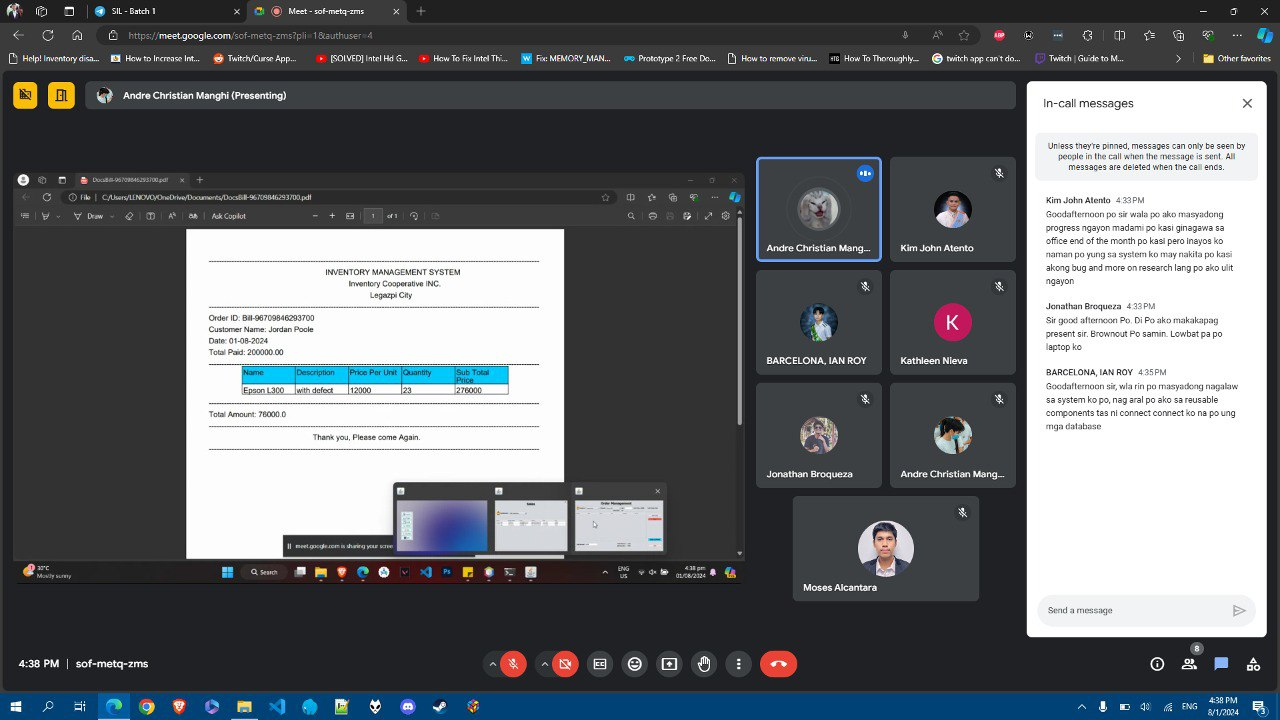 SIL - Batch 1
Meet - sof-metq-zms
https://meet.google.com/sof-metq-zms?pli=1&authuser=4
Help! Inventory disa...
How to Increase Int...
Twitch/Curse App...
[SOLVED] Intel Hd G...
How To Fix Intel Thi...
Fix: MEMORY_MAN...
Prototype 2 Free Do...
How to remove viru...
How To Thoroughly...
twitch app can't do...
Twitch | Guide to M...
Other favorites
Andre Christian Manghi (Presenting)
DocsBill-96709846293700.pdf
File
C:/Users/LENOVO/OneDrive/Documents/DocsBill-96709846293700.pdf
Draw
Ask Copilot
1
of 1
INVENTORY MANAGEMENT SYSTEM
Inventory Cooperative INC.
Legazpi City
Order ID: Bill-96709846293700
Customer Name: Jordan Poole
Date: 01-08-2024
Total Paid: 200000.00
Name Description Price Per Unit Quantity Sub Total Price
Epson L300 with defect 12000 23 276000
Total Amount: 76000.0
Thank you, Please come Again.
meet.google.com is sharing your scree
Order Management
30°C
Mostly sunny
Search
ENG
US
4:38 pm
01/08/2024
Andre Christian Mang...
Kim John Atento
BARCELONA, IAN ROY
K
Kathleen Nieva
Jonathan Broqueza
Andre Christian Mang...
Moses Alcantara
In-call messages
Unless they're pinned, messages can only be seen by
people in the call when the message is sent. All
messages are deleted when the call ends.
Kim John Atento 4:33 PM
Goodafternoon po sir wala po ako masyadong
progress ngayon madami po kasi ginagawa sa
office end of the month po kasi pero inayos ko
naman po yung sa system ko may nakita po kasi
akong bug and more on research lang po ako ulit
ngayon
Jonathan Broqueza 4:33 PM
Sir good afternoon Po. Di Po ako makakapag
present sir. Brownout Po samin. Lowbat pa po
laptop ko
BARCELONA, IAN ROY 4:35 PM
Goodafternoon sir, wla rin po masyadong nagalaw
sa system ko po, nag aral po ako sa reusable
components tas ni connect connect ko na po ung
mga database
Send a message
4:38 PM | sof-metq-zms
8
ENG
4:38 PM
8/1/2024